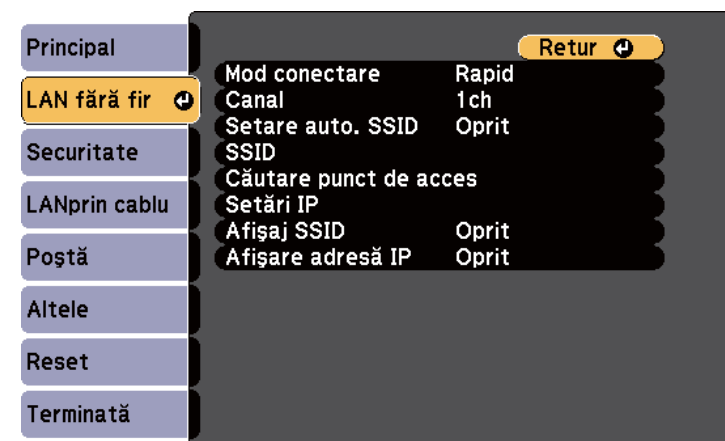 Principal
LAN fără fir
Securitate
LANprin cablu
Poştă
Altele
Reset
Terminată
Retur
Mod conectare Rapid
Canal 1ch
Setare auto. SSID Oprit
SSID
Căutare punct de acces
Setări IP
Afişaj SSID Oprit
Afişare adresă IP Oprit